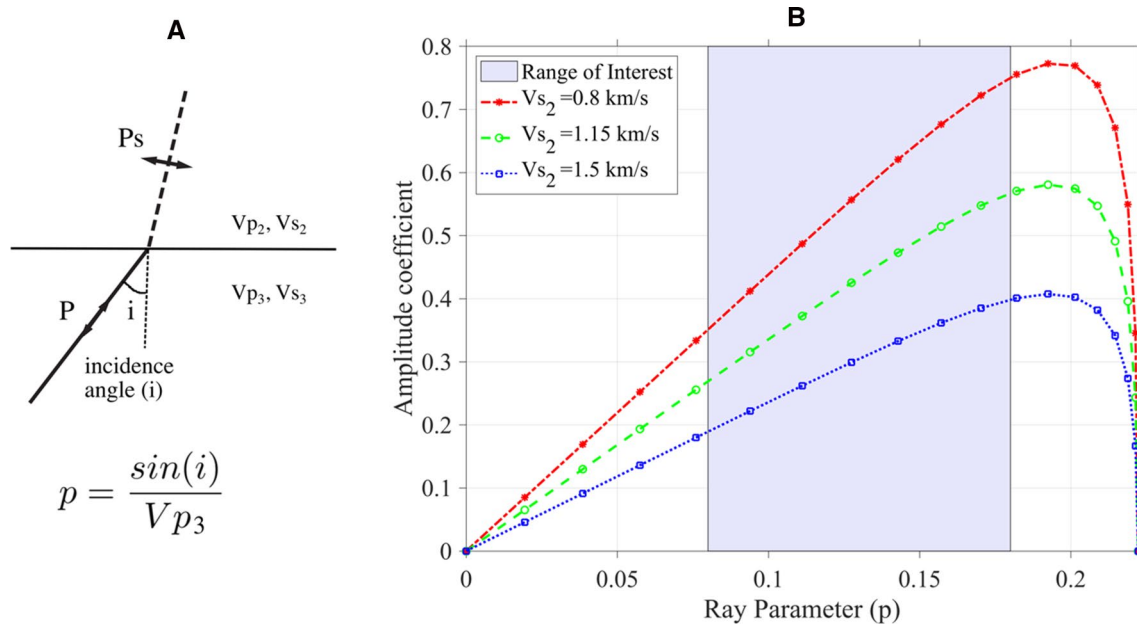 A
Ps
Vp2, Vs2
Vp3, Vs3
P
i
incidence
angle (i)
p = sin(i) / Vp3
B
Range of Interest
Vs2=0.8 km/s
Vs2=1.15 km/s
Vs2=1.5 km/s
Amplitude coefficient
0.8
0.7
0.6
0.5
0.4
0.3
0.2
0.1
0
0 0.05 0.1 0.15 0.2
Ray Parameter (p)